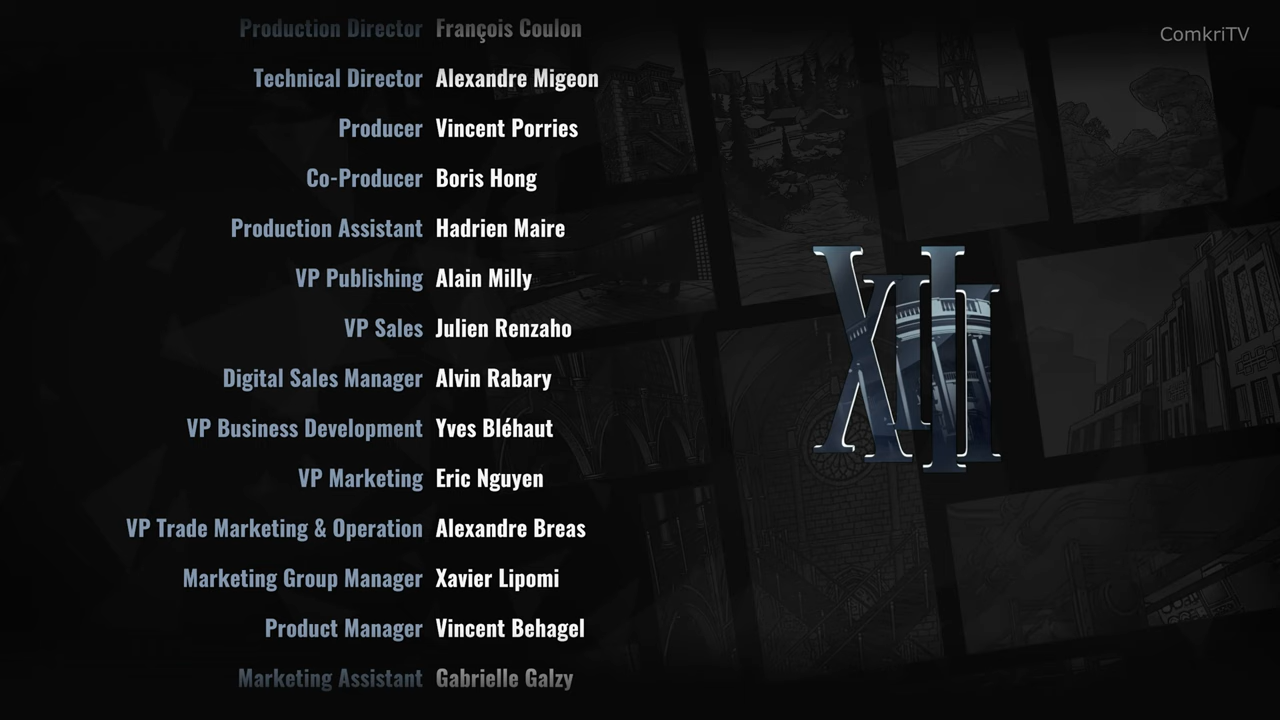 Production Director François Coulon
ComkriTV
Technical Director Alexandre Migeon
Producer Vincent Porries
Co-Producer Boris Hong
Production Assistant Hadrien Maire
VP Publishing Alain Milly
XIII
VP Sales Julien Renzaho
Digital Sales Manager Alvin Rabary
VP Business Development Yves Bléhaut
VP Marketing Eric Nguyen
VP Trade Marketing & Operation Alexandre Breas
Marketing Group Manager Xavier Lipomi
Product Manager Vincent Behagel
Marketing Assistant Gabrielle Galzy